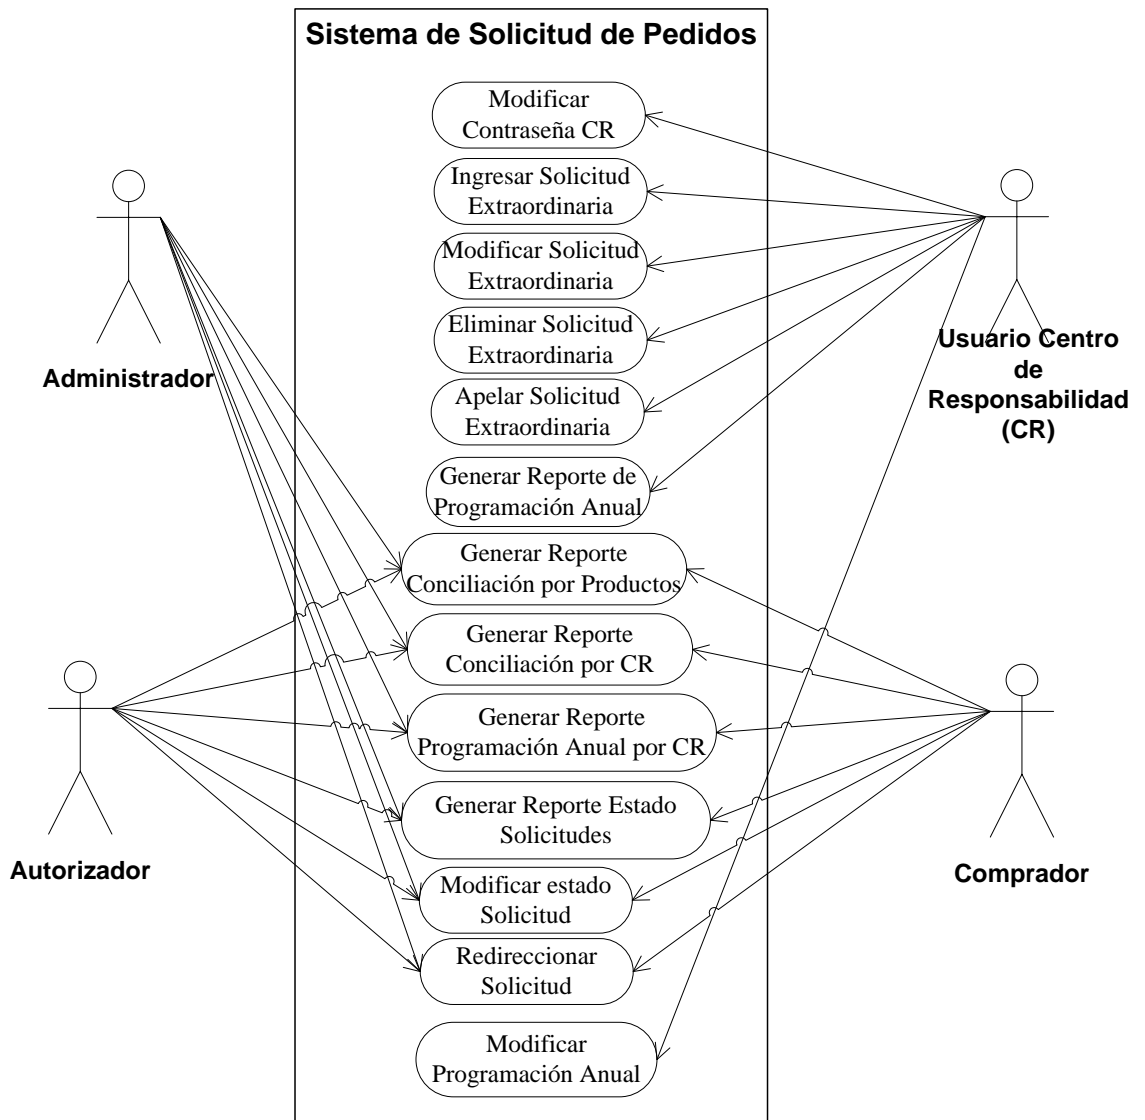 Sistema de Solicitud de Pedidos
Modificar
Contraseña CR
Ingresar Solicitud
Extraordinaria
Modificar Solicitud
Extraordinaria
Eliminar Solicitud
Extraordinaria
Apelar Solicitud
Extraordinaria
Generar Reporte de
Programación Anual
Generar Reporte
Conciliación por Productos
Generar Reporte
Conciliación por CR
Generar Reporte
Programación Anual por CR
Generar Reporte Estado
Solicitudes
Modificar estado
Solicitud
Redireccionar
Solicitud
Modificar
Programación Anual
Administrador
Autorizador
Usuario Centro
de
Responsabilidad
(CR)
Comprador